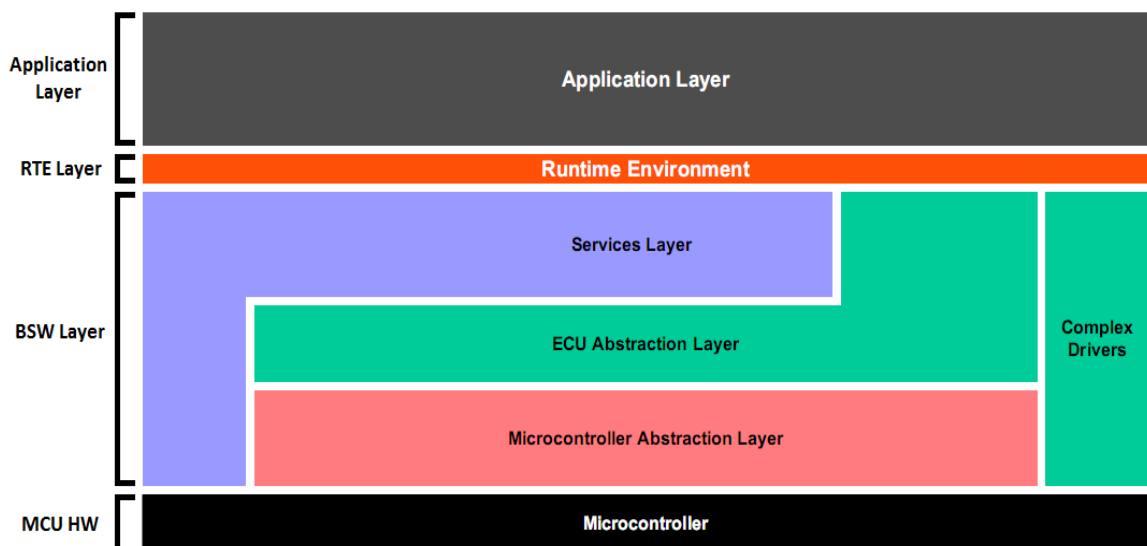 Application
Layer
Application Layer
RTE Layer
Runtime Environment
BSW Layer
Services Layer
ECU Abstraction Layer
Complex
Drivers
Microcontroller Abstraction Layer
MCU HW
Microcontroller